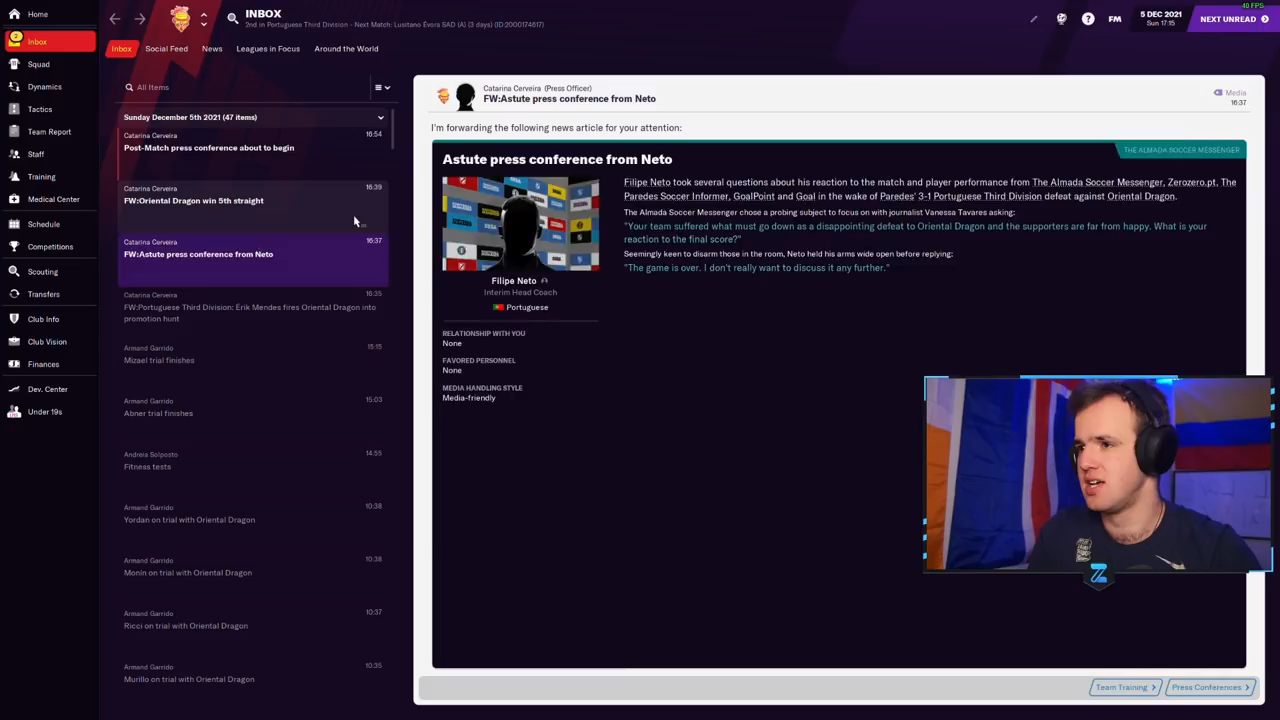 40 FPS
Home
Inbox
2
Squad
Dynamics
Tactics
Team Report
Staff
Training
Medical Center
Schedule
Competitions
Scouting
Transfers
Club Info
Club Vision
Finances
Dev. Center
Under 19s
INBOX
2nd in Portuguese Third Division - Next Match: Lusitano Évora SAD (A) (3 days) (ID:2000174617)
FM
5 DEC 2021
Sun 17:15
NEXT UNREAD
Inbox Social Feed News Leagues in Focus Around the World
All Items
Sunday December 5th 2021 (47 items)
Catarina Cerveira 16:54
Post-Match press conference about to begin
Catarina Cerveira 16:39
FW:Oriental Dragon win 5th straight
Catarina Cerveira 16:37
FW:Astute press conference from Neto
Catarina Cerveira 16:35
FW:Portuguese Third Division: Erik Mendes fires Oriental Dragon into
promotion hunt
Armand Garrido 15:15
Mizael trial finishes
Armand Garrido 15:03
Abner trial finishes
Andreia Solposto 14:55
Fitness tests
Armand Garrido 10:38
Yordan on trial with Oriental Dragon
Armand Garrido 10:38
Monin on trial with Oriental Dragon
Armand Garrido 10:37
Ricci on trial with Oriental Dragon
Armand Garrido 10:35
Murillo on trial with Oriental Dragon
Catarina Cerveira (Press Officer)
FW:Astute press conference from Neto
Media
16:37
I'm forwarding the following news article for your attention:
Astute press conference from Neto
THE ALMADA SOCCER MESSENGER
Filipe Neto
Interim Head Coach
Portuguese
RELATIONSHIP WITH YOU
None
FAVORED PERSONNEL
None
MEDIA HANDLING STYLE
Media-friendly
Filipe Neto took several questions about his reaction to the match and player performance from The Almada Soccer Messenger, Zerozero.pt, The
Paredes Soccer Informer, GoalPoint and Goal in the wake of Paredes' 3-1 Portuguese Third Division defeat against Oriental Dragon.
The Almada Soccer Messenger chose a probing subject to focus on with journalist Vanessa Tavares asking:
"Your team suffered what must go down as a disappointing defeat to Oriental Dragon and the supporters are far from happy. What is your
reaction to the final score?"
Seemingly keen to disarm those in the room, Neto held his arms wide open before replying:
"The game is over. I don't really want to discuss it any further."
Team Training
Press Conferences